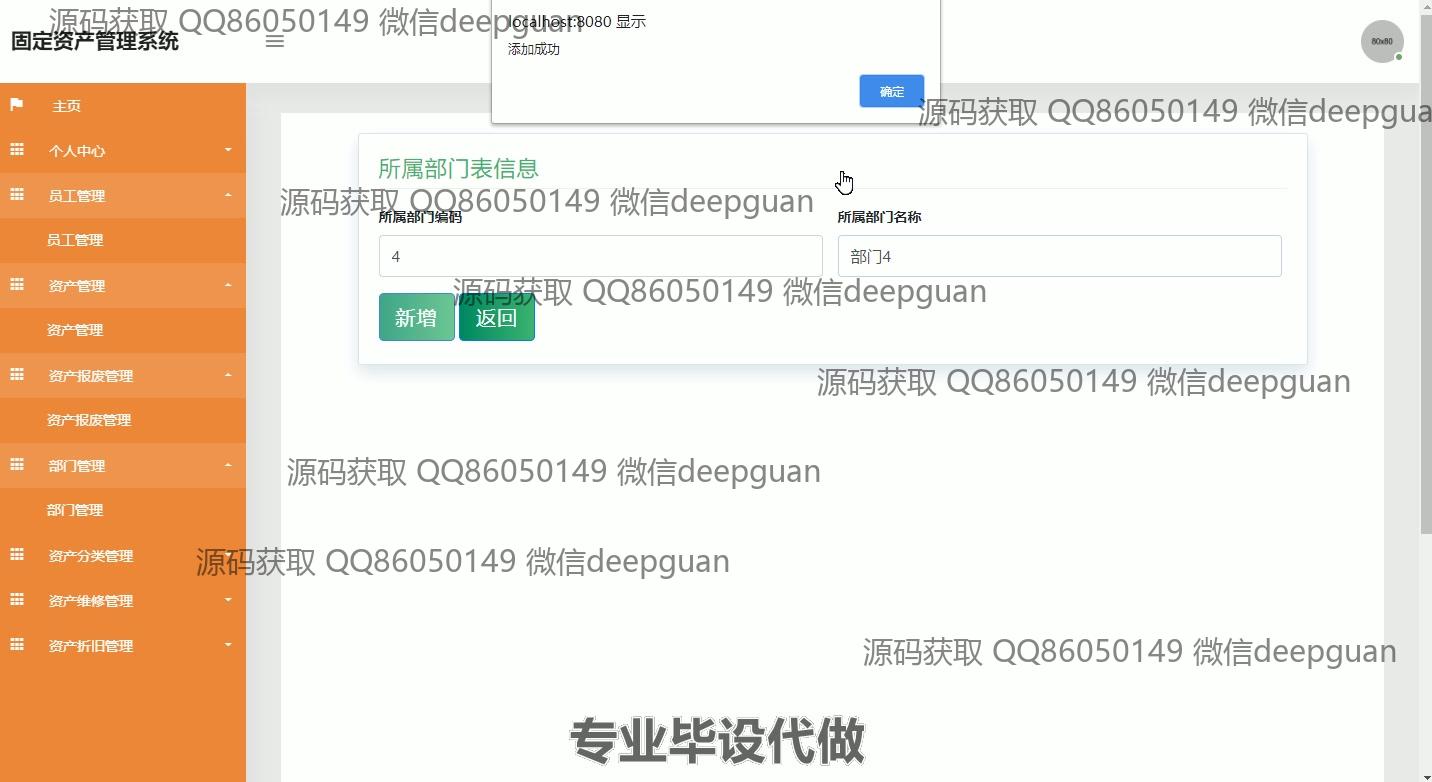 源码获取 QQ86050149 微信deepguan
localhost:8080 显示
固定资产管理系统
80x80
添加成功
确定
主页
源码获取 QQ86050149 微信deepgua
个人中心
所属部门表信息
员工管理
源码获取 QQ86050149 微信deepguan
所属部门编码
所属部门名称
员工管理
4
部门4
资产管理
源码获取 QQ86050149 微信deepguan
新增
返回
资产管理
资产报废管理
源码获取 QQ86050149 微信deepguan
资产报废管理
部门管理
源码获取 QQ86050149 微信deepguan
部门管理
资产分类管理
源码获取 QQ86050149 微信deepguan
资产维修管理
资产折旧管理
源码获取 QQ86050149 微信deepguan
专业毕设代做